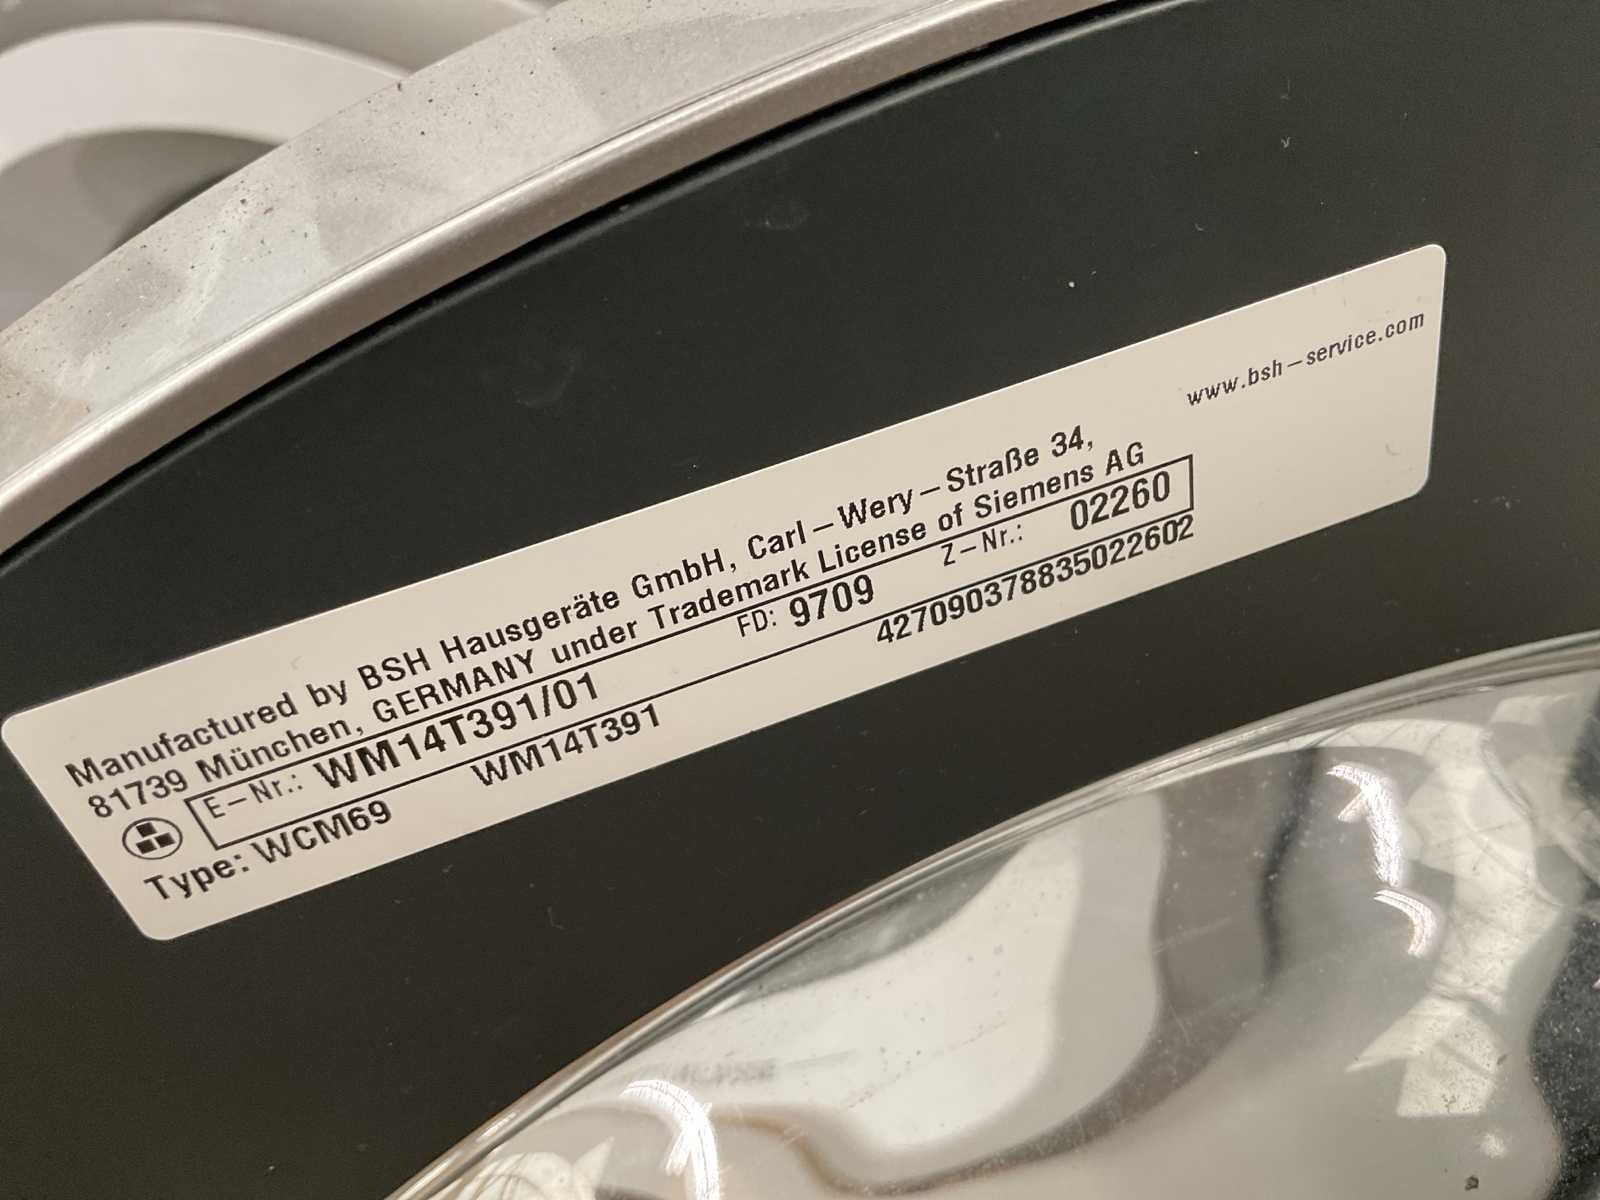 Manufactured by BSH Hausgeräte GmbH, Carl-Wery-Straße 34,
81739 München, GERMANY under Trademark License of Siemens AG
E-Nr.: WM14T391/01 FD: 9709 Z-Nr.: 02260
Type: WCM69 WM14T391 427090378835022602
www.bsh-service.com